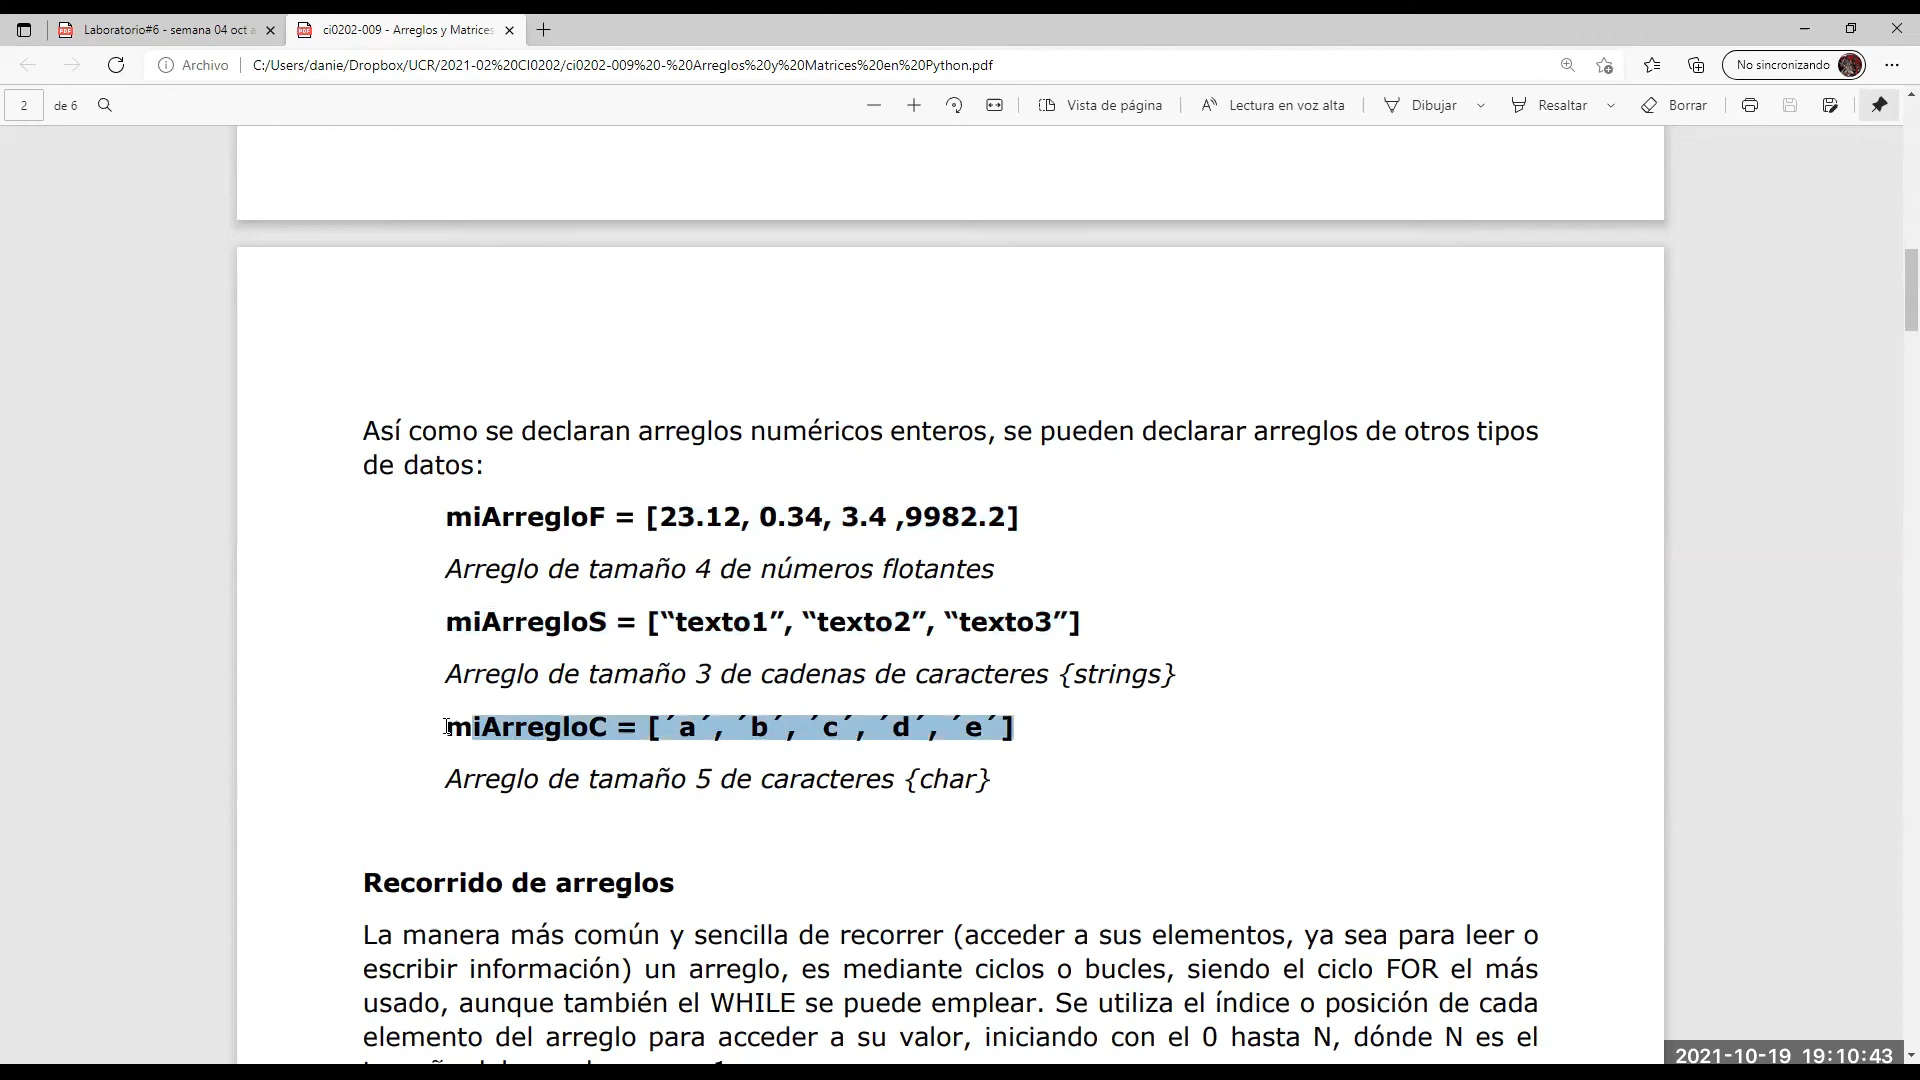 Laboratorio#6 - semana 04 oct a
ci0202-009 - Arreglos y Matrices
Archivo
C:/Users/danie/Dropbox/UCR/2021-02%20CI0202/ci0202-009%20-%20Arreglos%20y%20Matrices%20en%20Python.pdf
No sincronizando
2 de 6
Vista de página
Lectura en voz alta
Dibujar
Resaltar
Borrar
Así como se declaran arreglos numéricos enteros, se pueden declarar arreglos de otros tipos
de datos:
miArregloF = [23.12, 0.34, 3.4 ,9982.2]
Arreglo de tamaño 4 de números flotantes
miArregloS = [“texto1”, “texto2”, “texto3”]
Arreglo de tamaño 3 de cadenas de caracteres {strings}
miArregloC = [´a´, ´b´, ´c´, ´d´, ´e´]
Arreglo de tamaño 5 de caracteres {char}
Recorrido de arreglos
La manera más común y sencilla de recorrer (acceder a sus elementos, ya sea para leer o
escribir información) un arreglo, es mediante ciclos o bucles, siendo el ciclo FOR el más
usado, aunque también el WHILE se puede emplear. Se utiliza el índice o posición de cada
elemento del arreglo para acceder a su valor, iniciando con el 0 hasta N, dónde N es el
2021-10-19 19:10:43